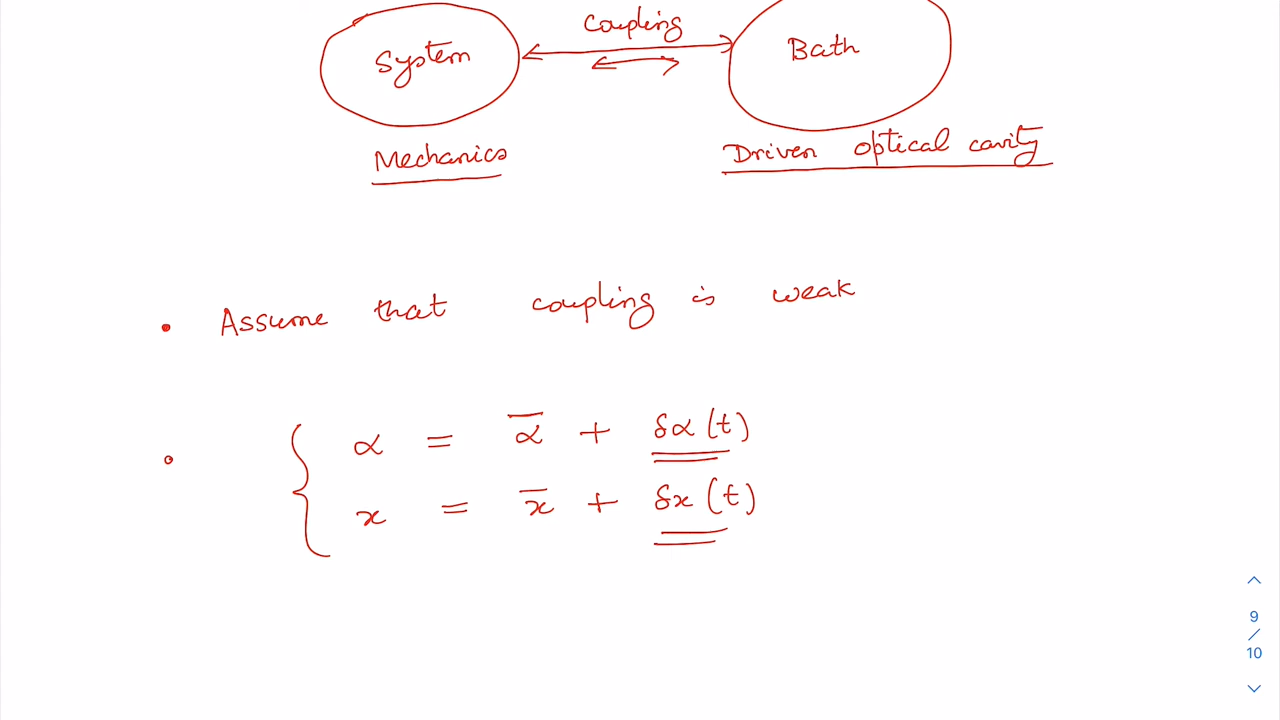 Coupling
System
Bath
Mechanics
Driven optical cavity
• Assume that coupling is weak
α = α̅ + δα(t)
x = x̅ + δx(t)
9
/
10